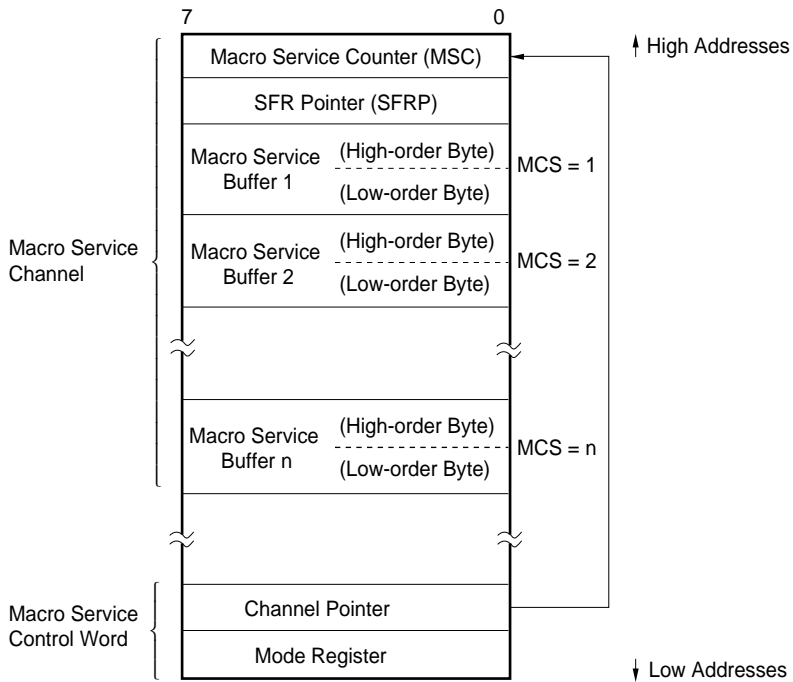 7 0
Macro Service Counter (MSC)
High Addresses
SFR Pointer (SFRP)
Macro Service
Buffer 1
(High-order Byte)
(Low-order Byte)
MCS = 1
Macro Service
Channel
Macro Service
Buffer 2
(High-order Byte)
(Low-order Byte)
MCS = 2
Macro Service
Buffer n
(High-order Byte)
(Low-order Byte)
MCS = n
Macro Service
Control Word
Channel Pointer
Mode Register
Low Addresses